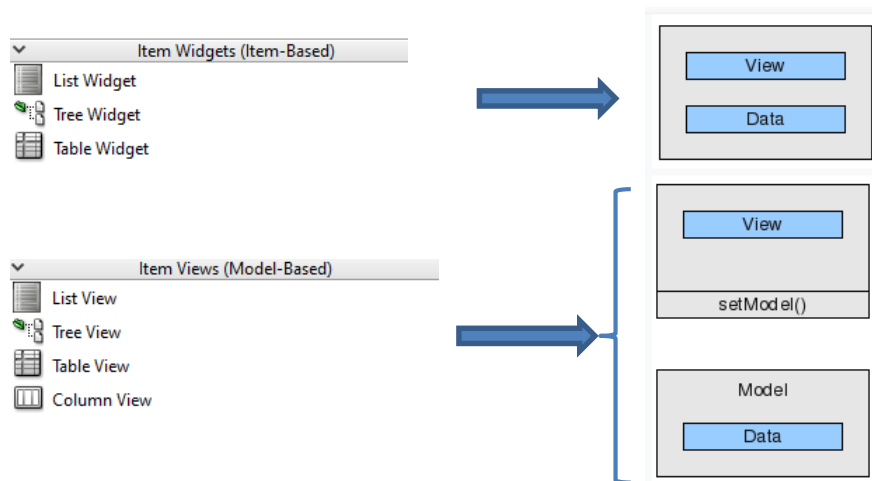 Item Widgets (Item-Based)
List Widget
Tree Widget
Table Widget
View
Data
Item Views (Model-Based)
List View
Tree View
Table View
Column View
View
setModel()
Model
Data